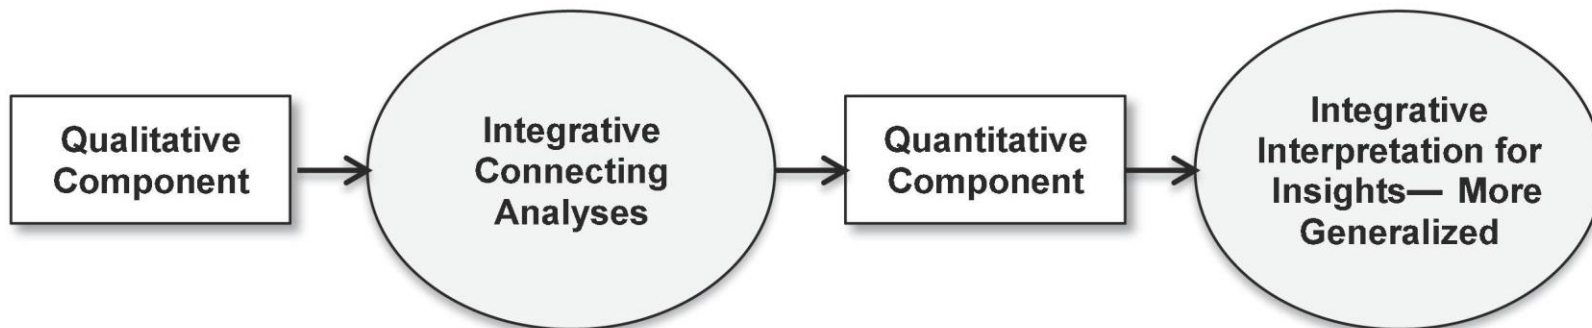 Qualitative
Component
Integrative
Connecting
Analyses
Quantitative
Component
Integrative
Interpretation for
Insights— More
Generalized